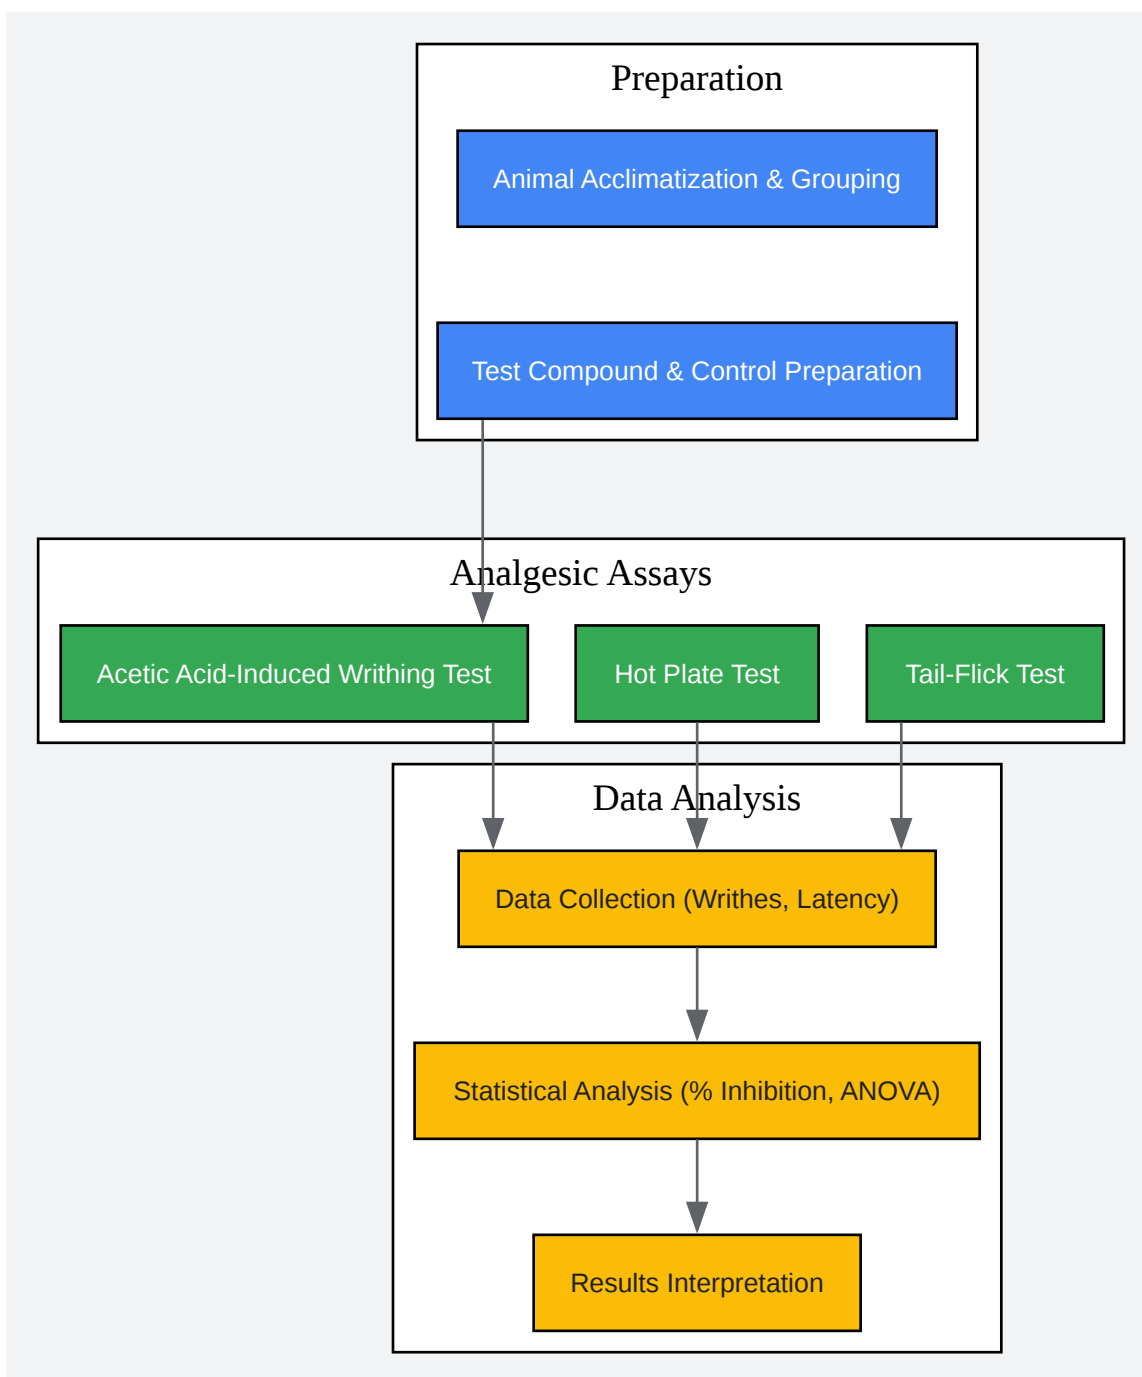 Preparation
Animal Acclimatization & Grouping
Test Compound & Control Preparation
Analgesic Assays
Acetic Acid-Induced Writhing Test
Hot Plate Test
Tail-Flick Test
Data Analysis
Data Collection (Writhes, Latency)
Statistical Analysis (% Inhibition, ANOVA)
Results Interpretation